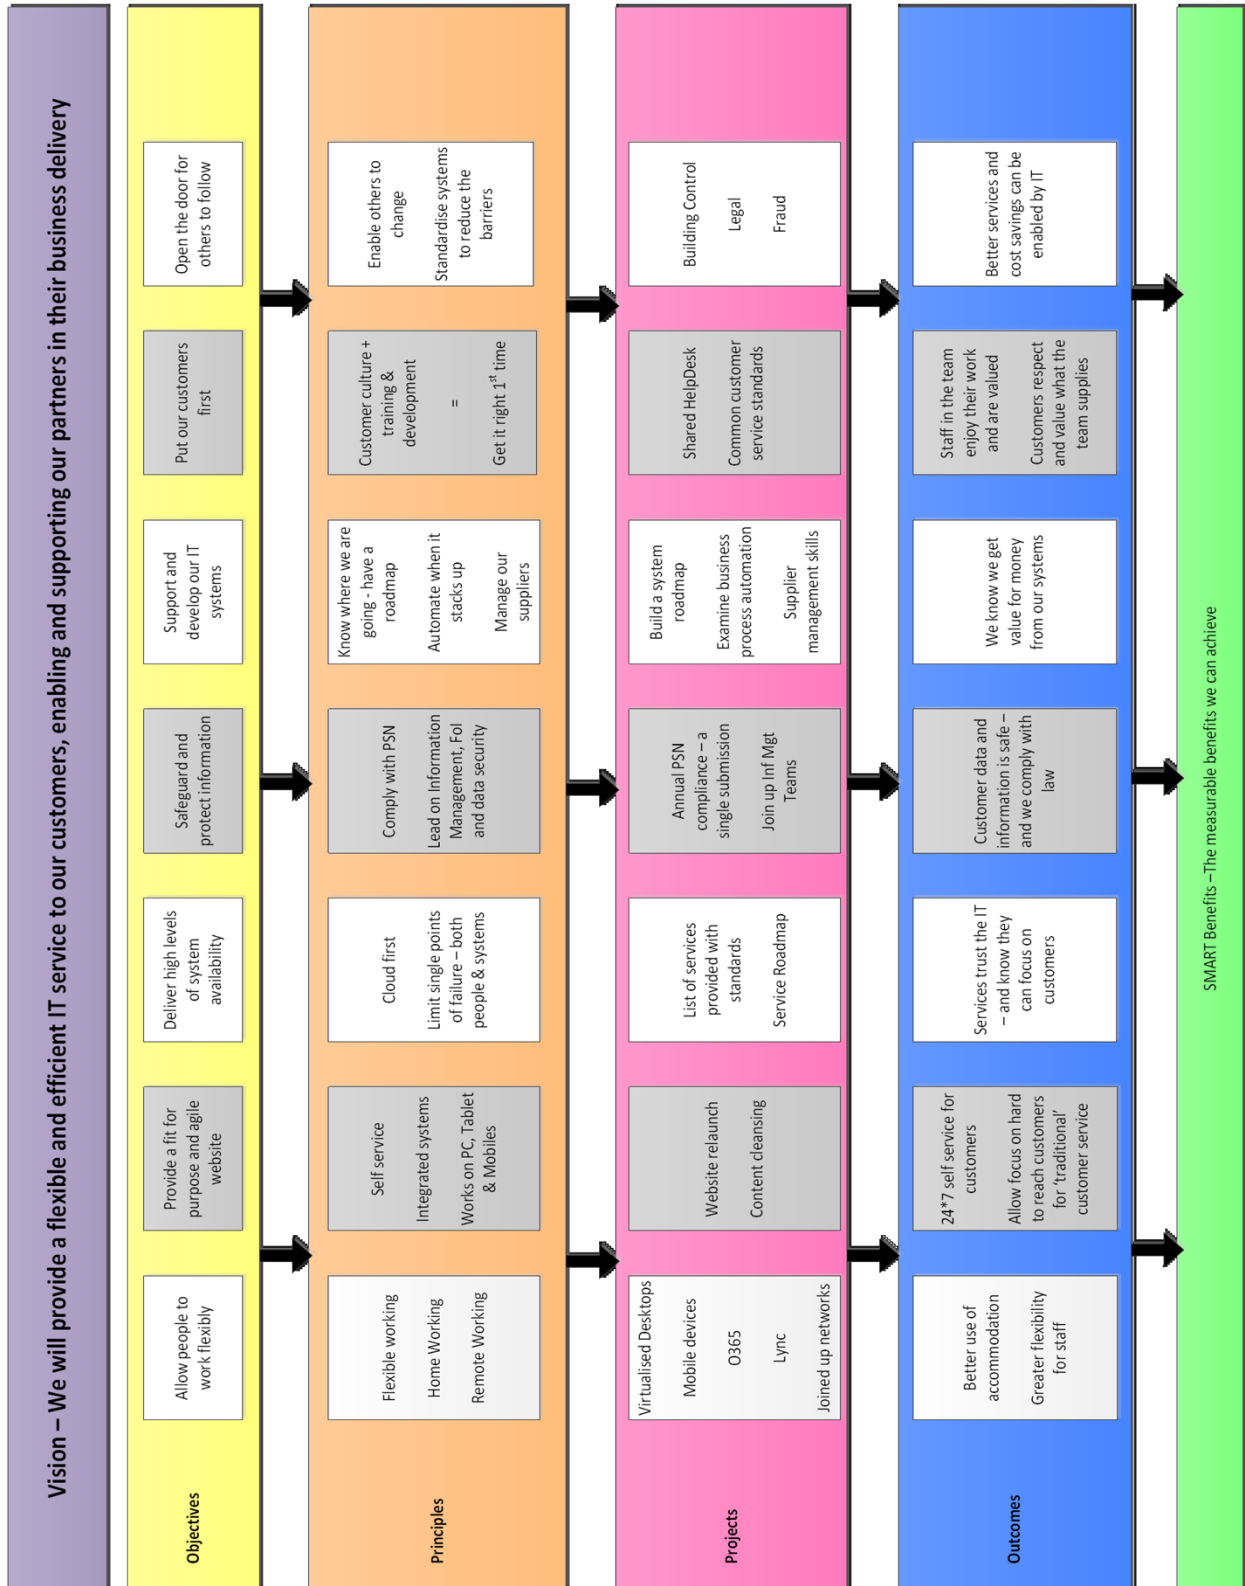 Vision – We will provide a flexible and efficient IT service to our customers, enabling and supporting our partners in their business delivery
Objectives
Allow people to
work flexibly
Provide a fit for
purpose and agile
website
Deliver high levels
of system
availability
Safeguard and
protect information
Support and
develop our IT
systems
Put our customers
first
Open the door for
others to follow
Principles
Flexible working
Home Working
Remote Working
Self service
Integrated systems
Works on PC, Tablet
& Mobiles
Cloud first
Limit single points
of failure – both
people & systems
Comply with PSN
Lead on Information
Management, FoI
and data security
Know where we are
going - have a
roadmap
Automate when it
stacks up
Manage our
suppliers
Customer culture +
training &
development
=
Get it right 1st time
Enable others to
change
Standardise systems
to reduce the
barriers
Projects
Virtualised Desktops
Mobile devices
O365
Lync
Joined up networks
Website relaunch
Content cleansing
List of services
provided with
standards
Service Roadmap
Annual PSN
compliance – a
single submission
Join up Inf Mgt
Teams
Build a system
roadmap
Examine business
process automation
Supplier
management skills
Shared HelpDesk
Common customer
service standards
Building Control
Legal
Fraud
Outcomes
Better use of
accommodation
Greater flexibility
for staff
24*7 self service for
customers
Allow focus on hard
to reach customers
for ‘traditional’
customer service
Services trust the IT
– and know they
can focus on
customers
Customer data and
information is safe –
and we comply with
law
We know we get
value for money
from our systems
Staff in the team
enjoy their work
and are valued
Customers respect
and value what the
team supplies
Better services and
cost savings can be
enabled by IT
SMART Benefits –The measurable benefits we can achieve